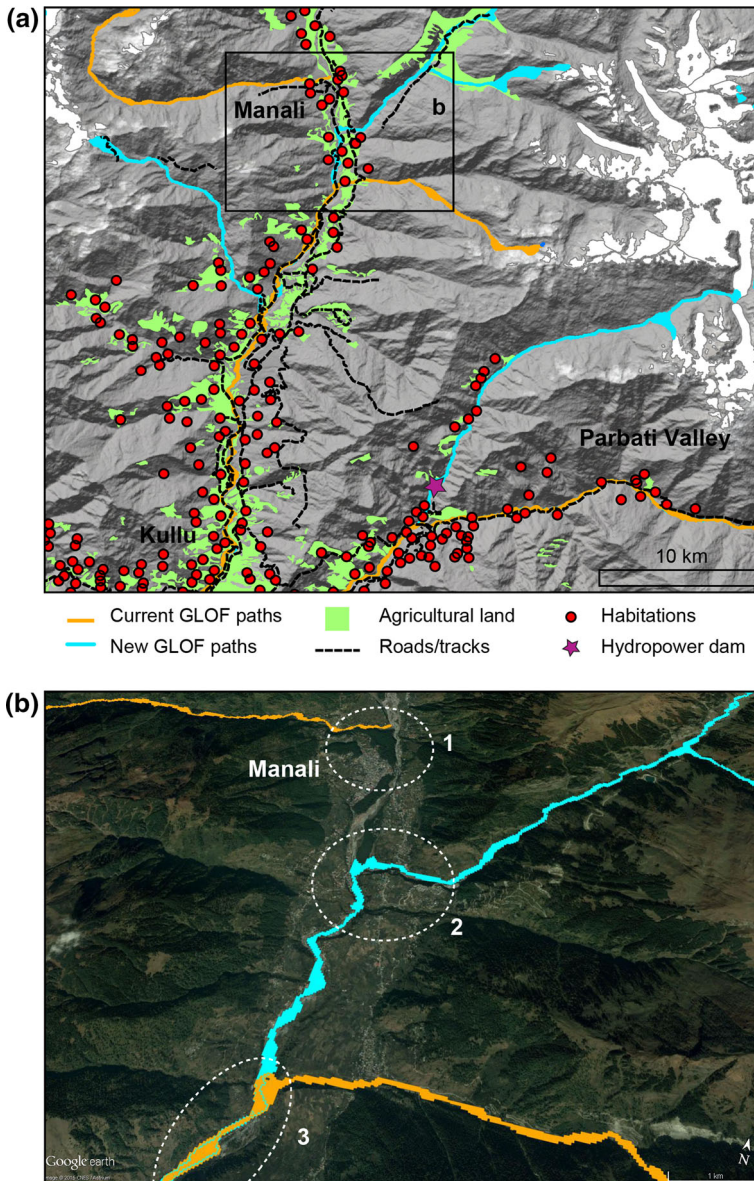 (a)
Manali
b
Parbati Valley
Kullu
10 km
Current GLOF paths
Agricultural land
Habitations
New GLOF paths
Roads/tracks
Hydropower dam
(b)
1
Manali
2
3
Google earth
N
1 km